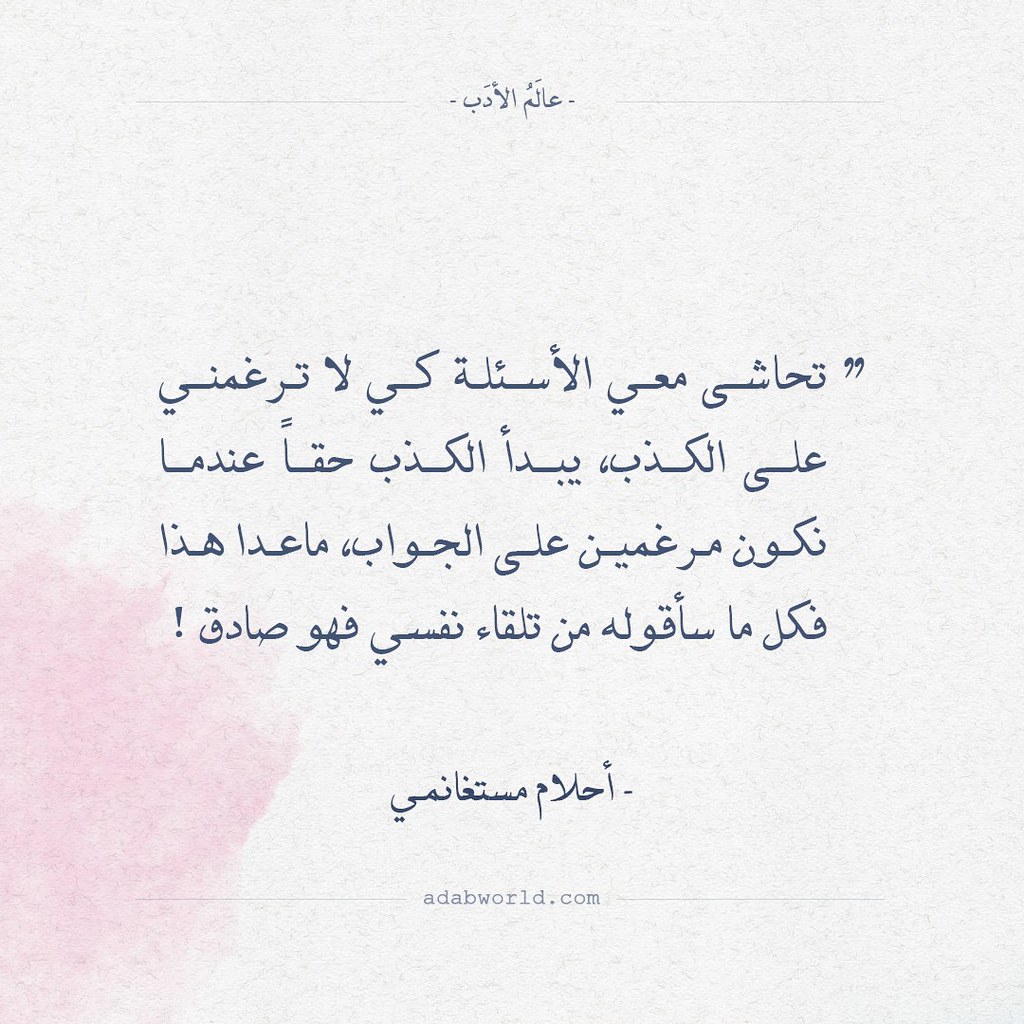 - عالَمُ الأدَب -
” تحاشى معي الأسئلة كي لا ترغمني
على الكذب، يبدأ الكذب حقاً عندما
نكون مرغمين على الجواب، ماعدا هذا
فكل ما سأقوله من تلقاء نفسي فهو صادق !
- أحلام مستغانمي
adabworld.com